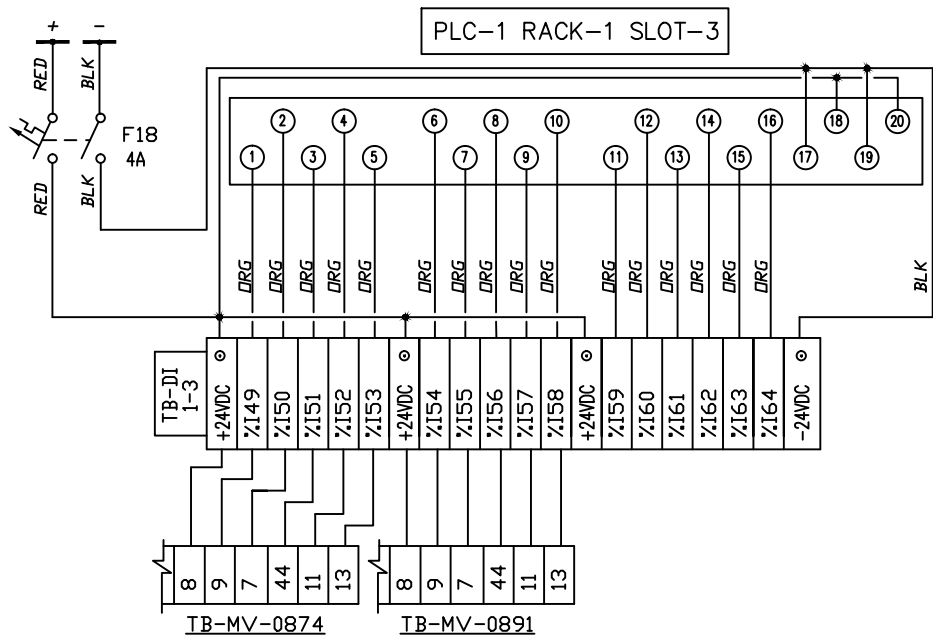 PLC-1 RACK-1 SLOT-3
+ -
RED BLK
F18
4A
RED BLK
2 4 6 8 10 12 14 16 18 20
1 3 5 7 9 11 13 15 17 19
ORG ORG ORG ORG ORG ORG ORG ORG ORG ORG ORG ORG ORG ORG ORG ORG BLK
TB-DI
1-3
+24VDC
%I49
%I50
%I51
%I52
%I53
+24VDC
%I54
%I55
%I56
%I57
%I58
+24VDC
%I59
%I60
%I61
%I62
%I63
%I64
-24VDC
8 9 7 44 11 13
8 9 7 44 11 13
TB-MV-0874
TB-MV-0891